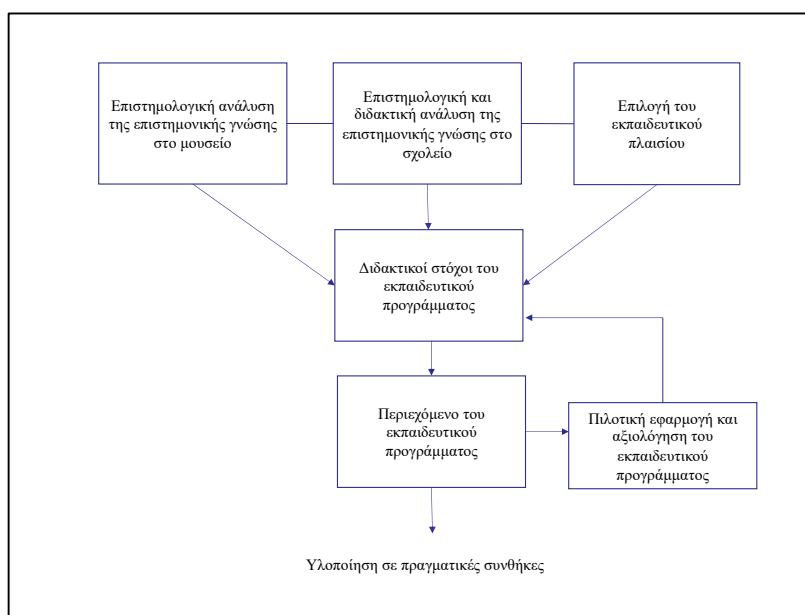 Επιστημολογική ανάλυση
της επιστημονικής γνώσης
στο μουσείο
Επιστημολογική και
διδακτική ανάλυση της
επιστημονικής γνώσης στο
σχολείο
Επιλογή του
εκπαιδευτικού
πλαισίου
Διδακτικοί στόχοι του
εκπαιδευτικού
προγράμματος
Περιεχόμενο του
εκπαιδευτικού
προγράμματος
Πιλοτική εφαρμογή και
αξιολόγηση του
εκπαιδευτικού
προγράμματος
Υλοποίηση σε πραγματικές συνθήκες